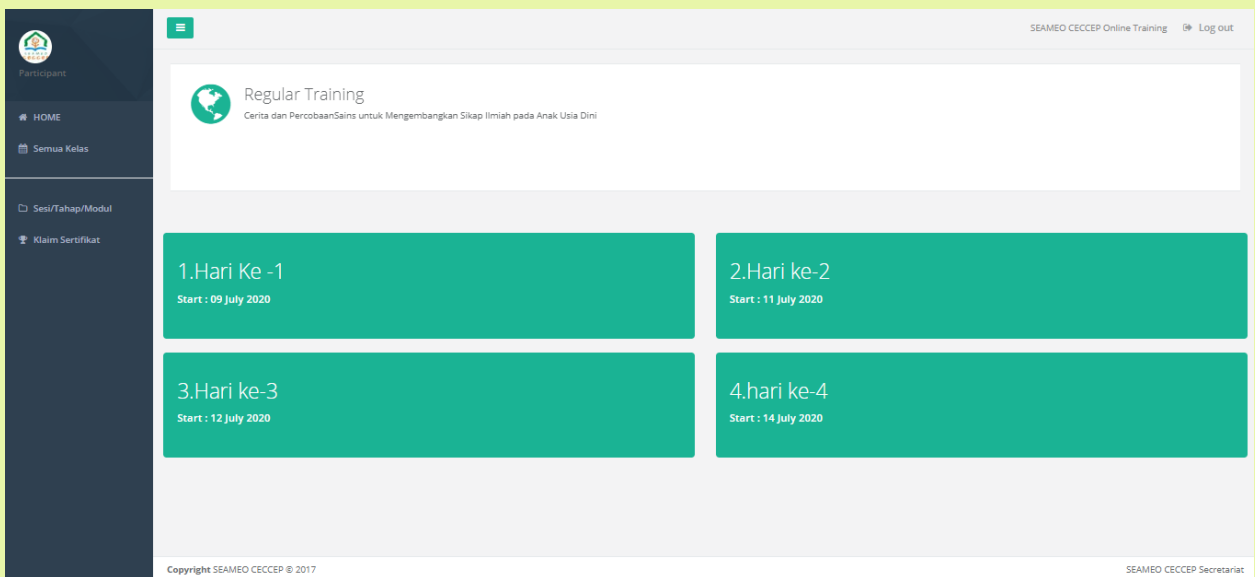 SEAMEO CECCEP Online Training Log out
Participant
HOME
Semua Kelas
Sesi/Tahap/Modul
Klaim Sertifikat
Regular Training
Cerita dan PercobaanSains untuk Mengembangkan Sikap Ilmiah pada Anak Usia Dini
1.Hari Ke -1
Start : 09 July 2020
2.Hari ke-2
Start : 11 July 2020
3.Hari ke-3
Start : 12 July 2020
4.hari ke-4
Start : 14 July 2020
Copyright SEAMEO CECCEP © 2017
SEAMEO CECCEP Secretariat